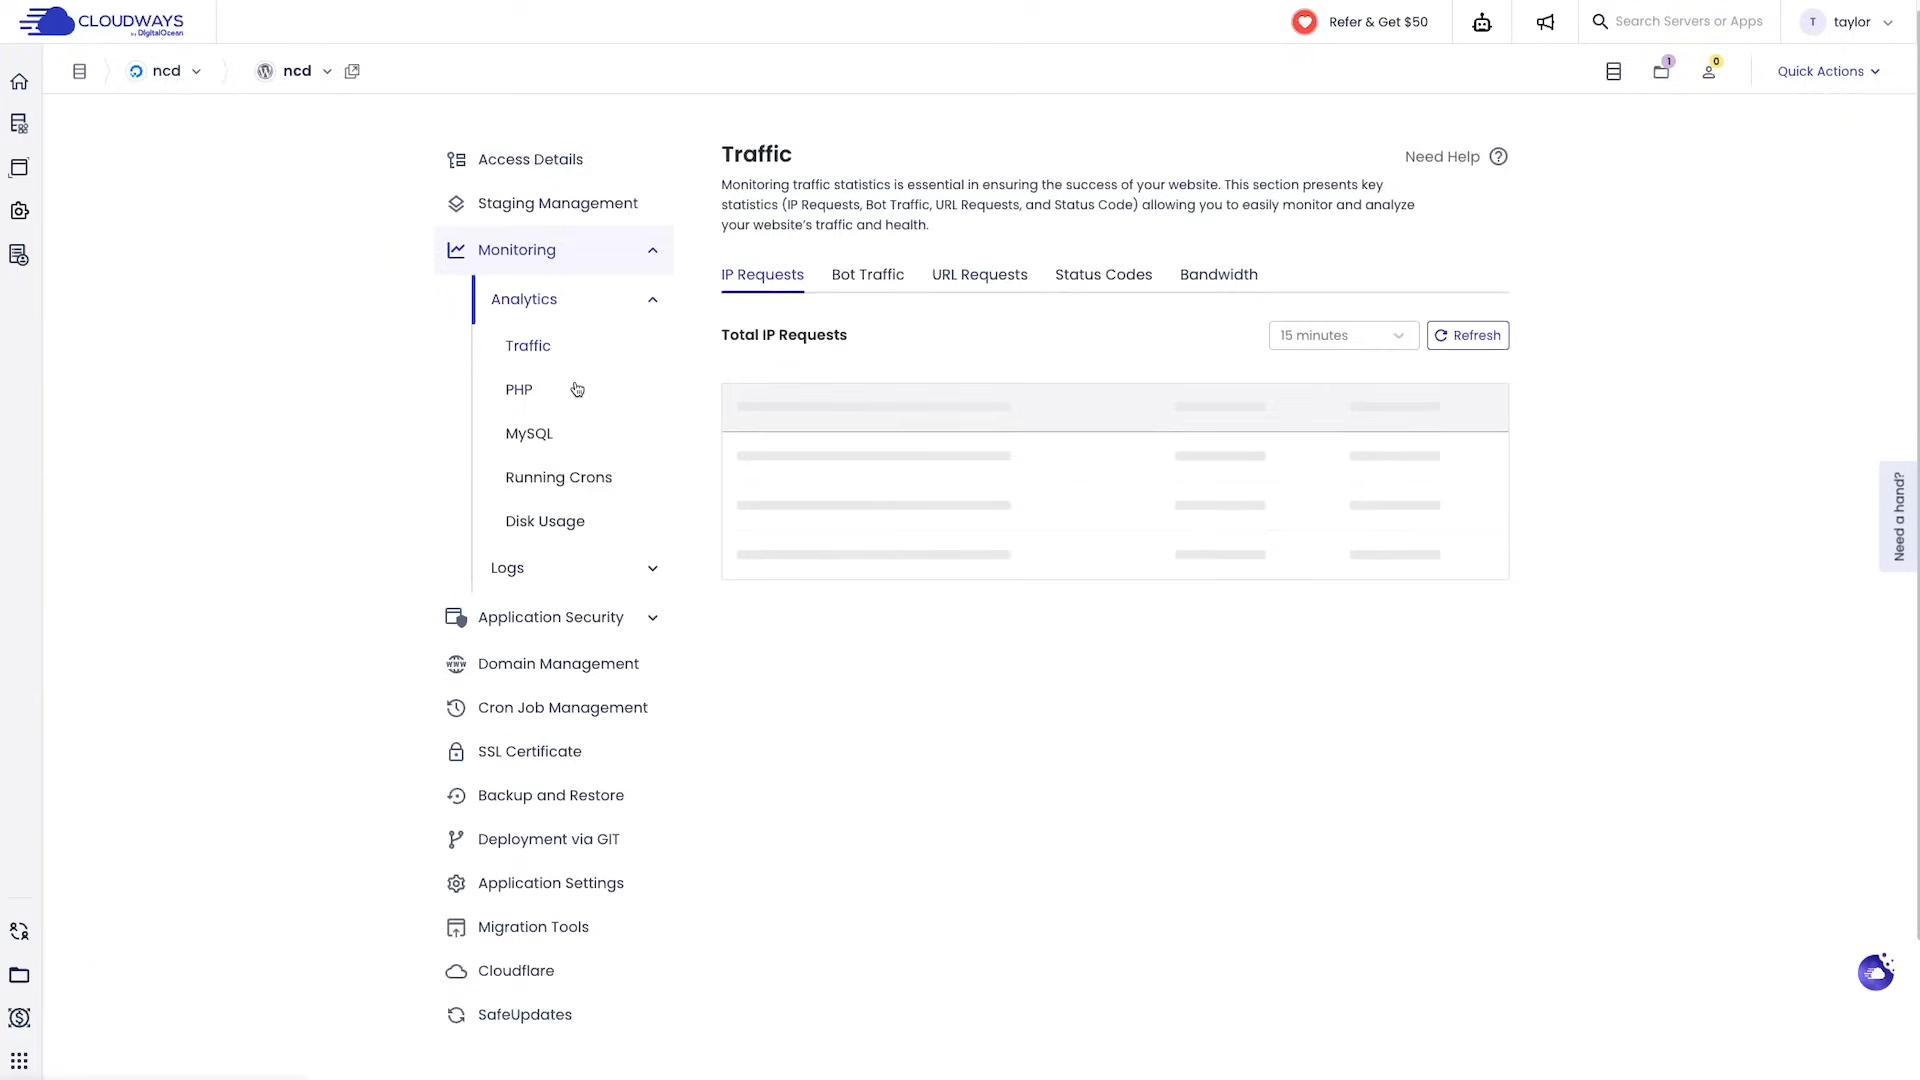 CLOUDWAYS
by DigitalOcean
Refer & Get $50
Search Servers or Apps
T
taylor
ncd
ncd
1
0
Quick Actions
Access Details
Staging Management
Monitoring
Analytics
Traffic
PHP
MySQL
Running Crons
Disk Usage
Logs
Application Security
Domain Management
Cron Job Management
SSL Certificate
Backup and Restore
Deployment via GIT
Application Settings
Migration Tools
Cloudflare
SafeUpdates
Traffic
Need Help
Monitoring traffic statistics is essential in ensuring the success of your website. This section presents key
statistics (IP Requests, Bot Traffic, URL Requests, and Status Code) allowing you to easily monitor and analyze
your website’s traffic and health.
IP Requests
Bot Traffic
URL Requests
Status Codes
Bandwidth
Total IP Requests
15 minutes
Refresh
Need a hand?